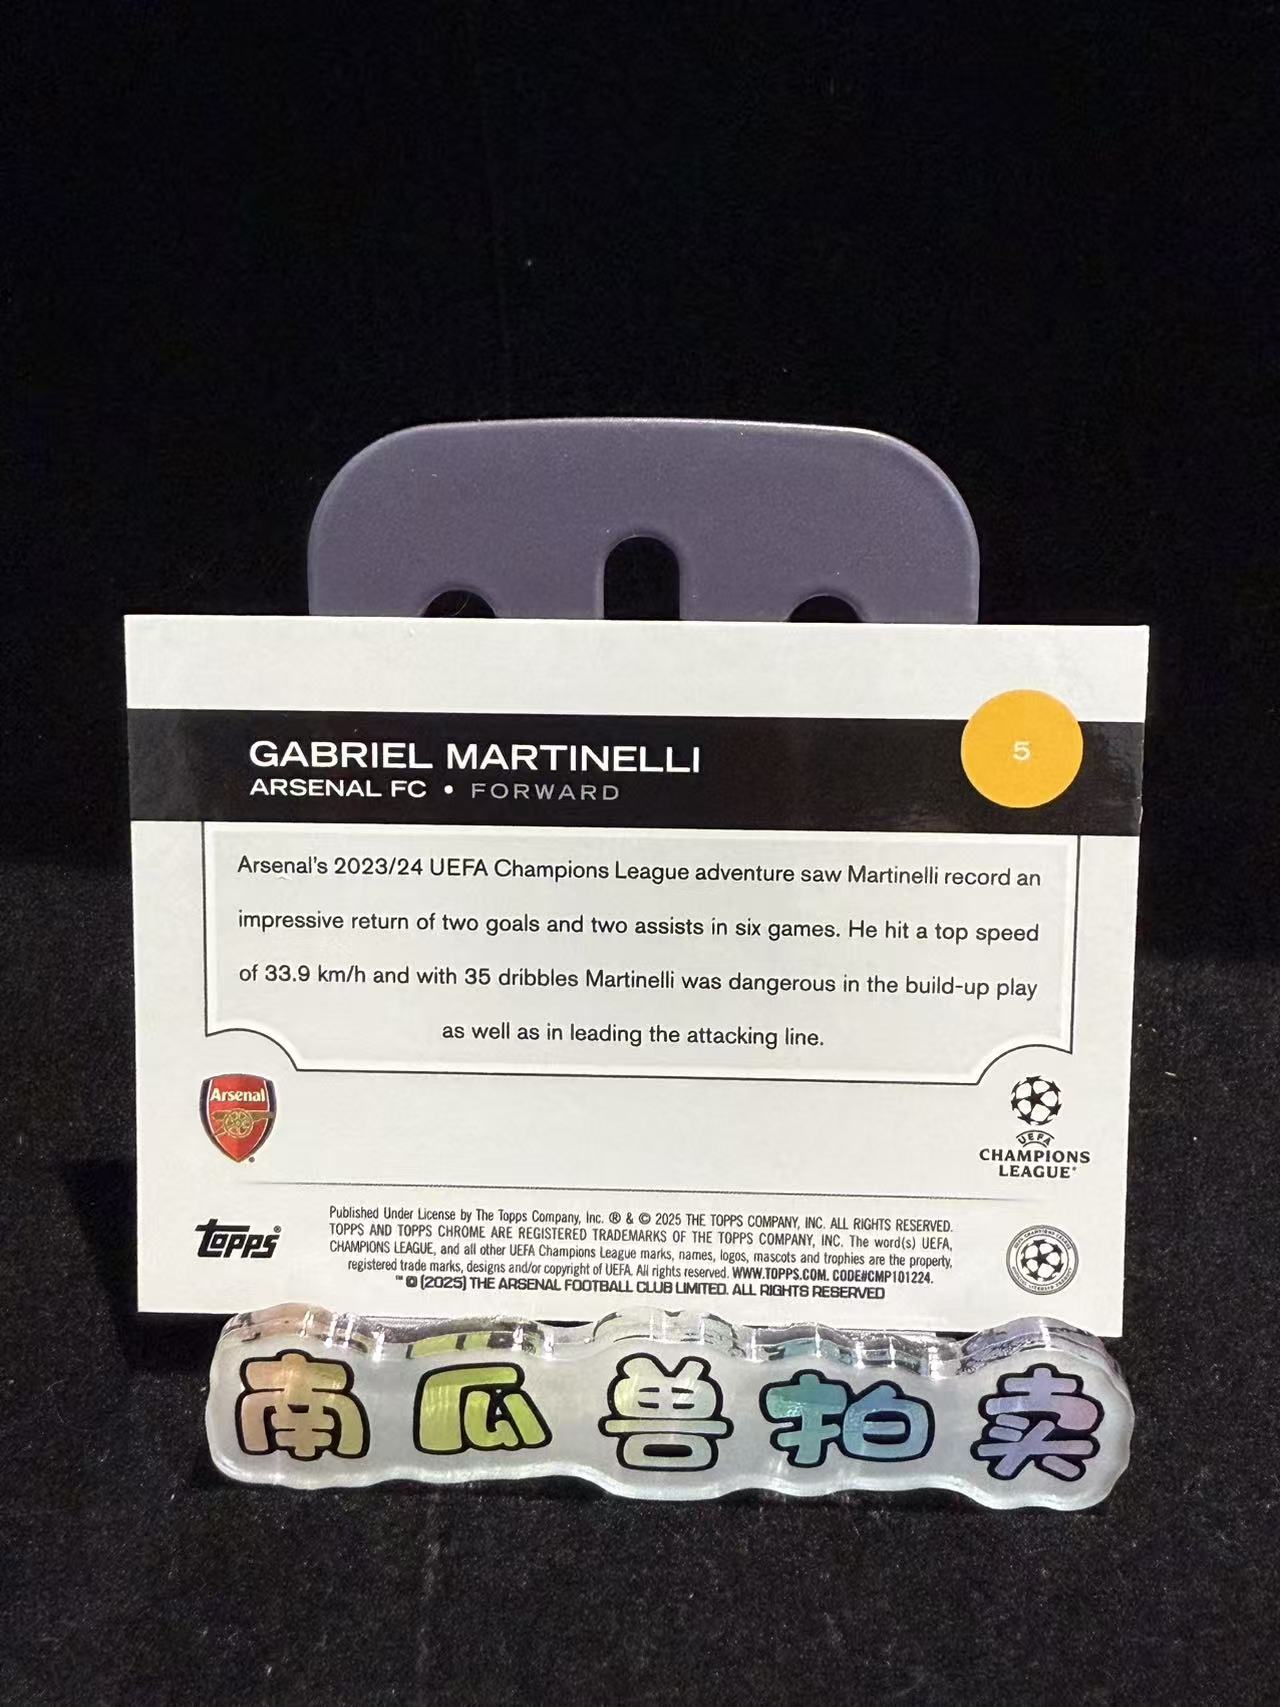 GABRIEL MARTINELLI
5
ARSENAL FC • FORWARD
Arsenal's 2023/24 UEFA Champions League adventure saw Martinelli record an
impressive return of two goals and two assists in six games. He hit a top speed
of 33.9 km/h and with 35 dribbles Martinelli was dangerous in the build-up play
as well as in leading the attacking line.
Arsenal
UEFA
CHAMPIONS
LEAGUE®
topps®
Published Under License by The Topps Company, Inc. ® & © 2025 THE TOPPS COMPANY, INC. ALL RIGHTS RESERVED.
TOPPS AND TOPPS CHROME ARE REGISTERED TRADEMARKS OF THE TOPPS COMPANY, INC. The word(s) UEFA,
CHAMPIONS LEAGUE, and all other UEFA Champions League marks, names, logos, mascots and trophies are the property,
registered trade marks, designs and/or copyright of UEFA. All rights reserved. WWW.TOPPS.COM. CODE#CMP101224.
™ © [2025] THE ARSENAL FOOTBALL CLUB LIMITED. ALL RIGHTS RESERVED
南瓜兽拍卖